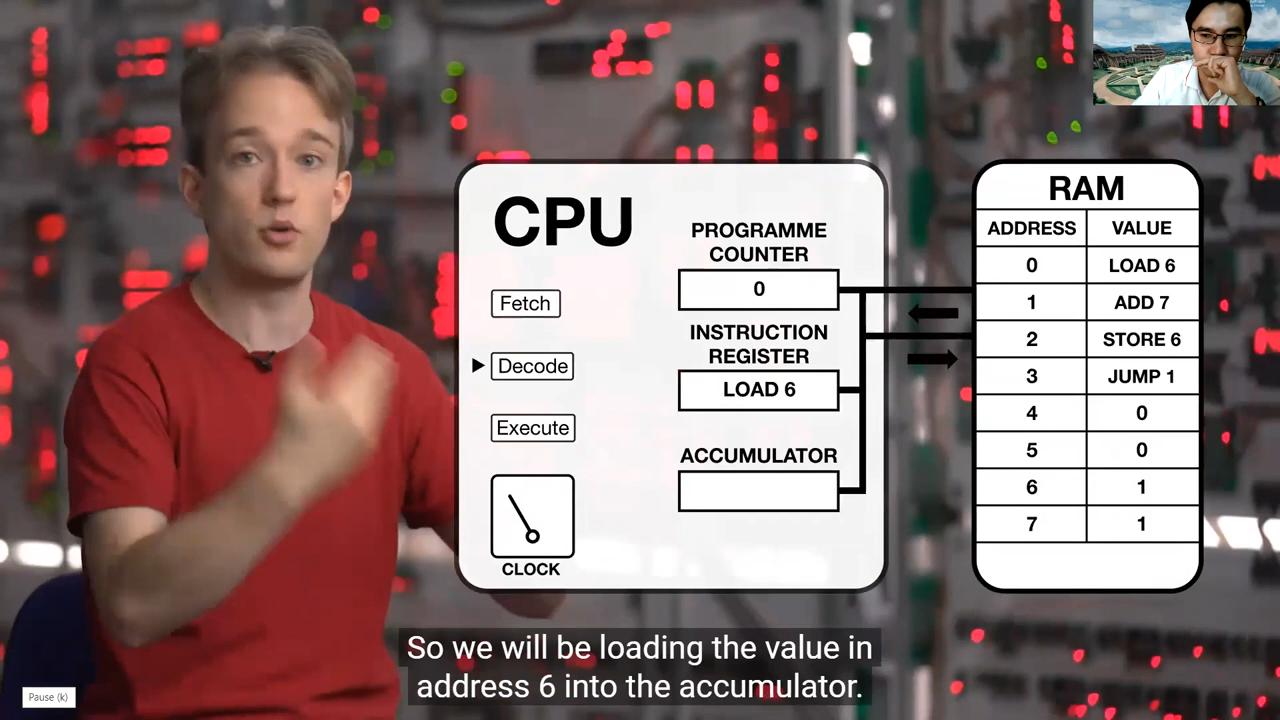 CPU
Fetch
Decode
Execute
CLOCK
PROGRAMME
COUNTER
0
INSTRUCTION
REGISTER
LOAD 6
ACCUMULATOR
RAM
ADDRESS VALUE
0 LOAD 6
1 ADD 7
2 STORE 6
3 JUMP 1
4 0
5 0
6 1
7 1
So we will be loading the value in
address 6 into the accumulator.
Pause (k)